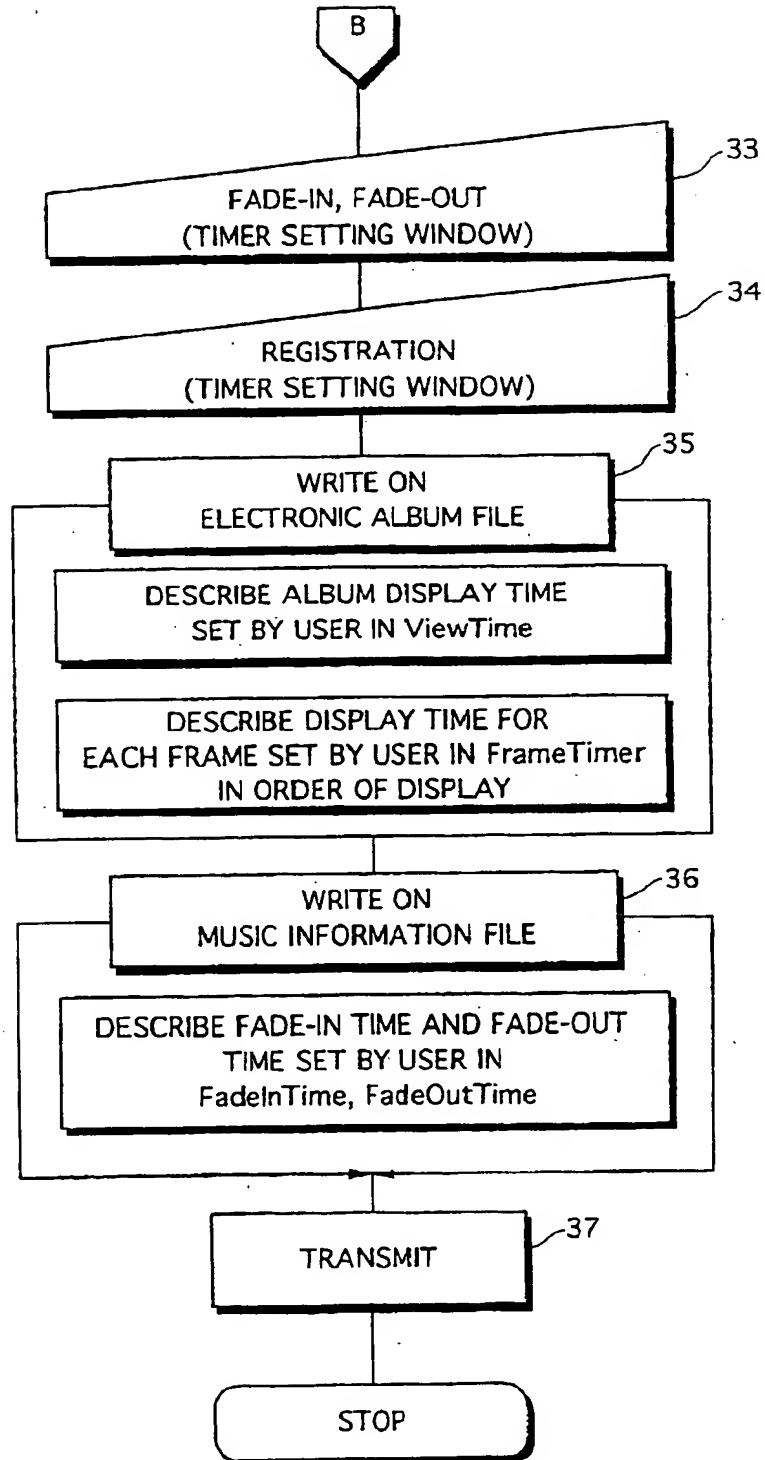 B
33
FADE-IN, FADE-OUT
(TIMER SETTING WINDOW)
34
REGISTRATION
(TIMER SETTING WINDOW)
35
WRITE ON
ELECTRONIC ALBUM FILE
DESCRIBE ALBUM DISPLAY TIME
SET BY USER IN ViewTime
DESCRIBE DISPLAY TIME FOR
EACH FRAME SET BY USER IN FrameTimer
IN ORDER OF DISPLAY
36
WRITE ON
MUSIC INFORMATION FILE
DESCRIBE FADE-IN TIME AND FADE-OUT
TIME SET BY USER IN
FadeInTime, FadeOutTime
37
TRANSMIT
STOP